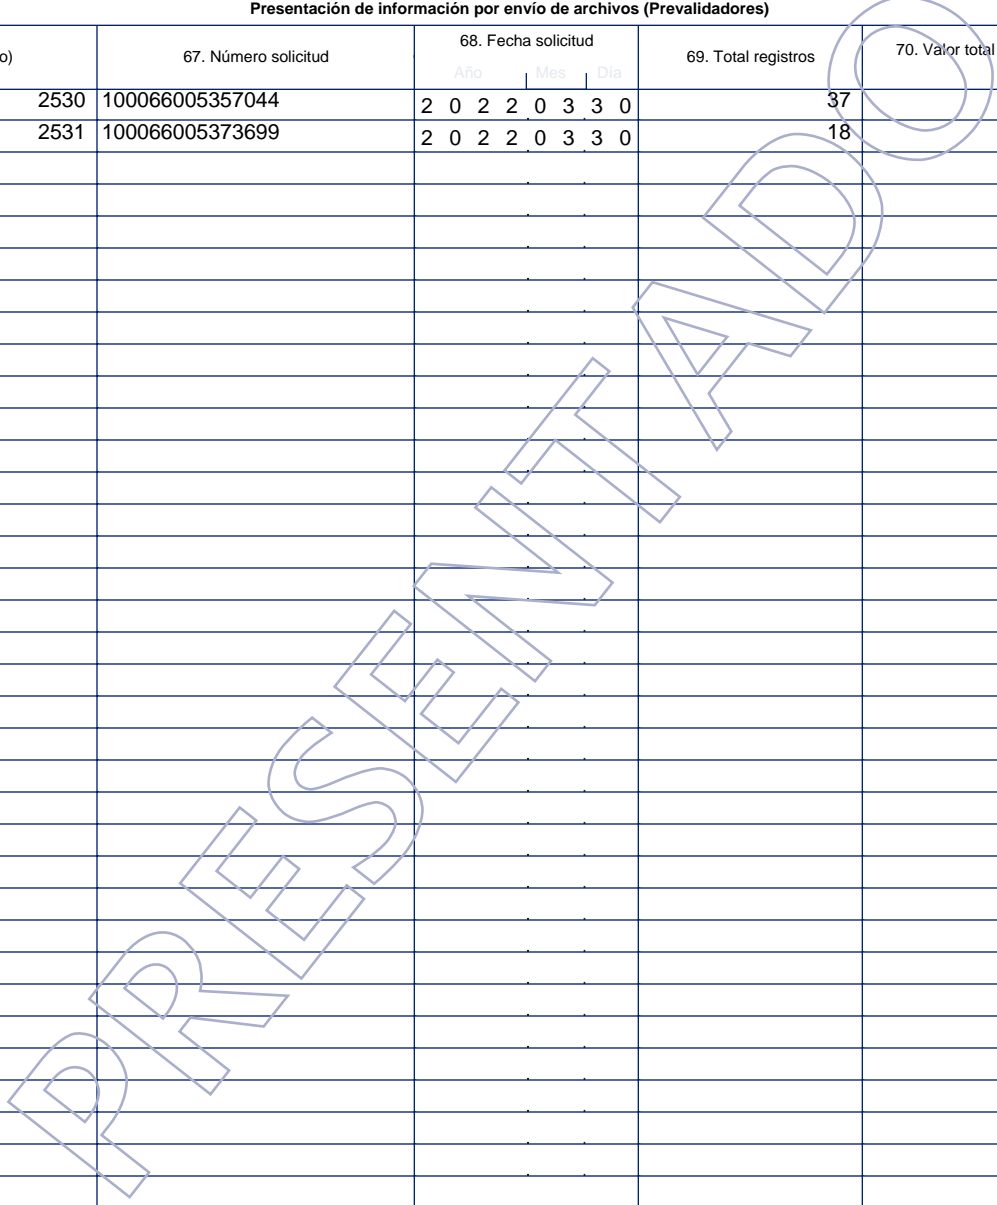 Presentación de información por envío de archivos (Prevalidadores)
o) 67. Número solicitud 68. Fecha solicitud 69. Total registros 70. Valor total
Año Mes Día
2530 100066005357044 2 0 2 2 0 3 3 0 37
2531 100066005373699 2 0 2 2 0 3 3 0 18
PRESENTADO